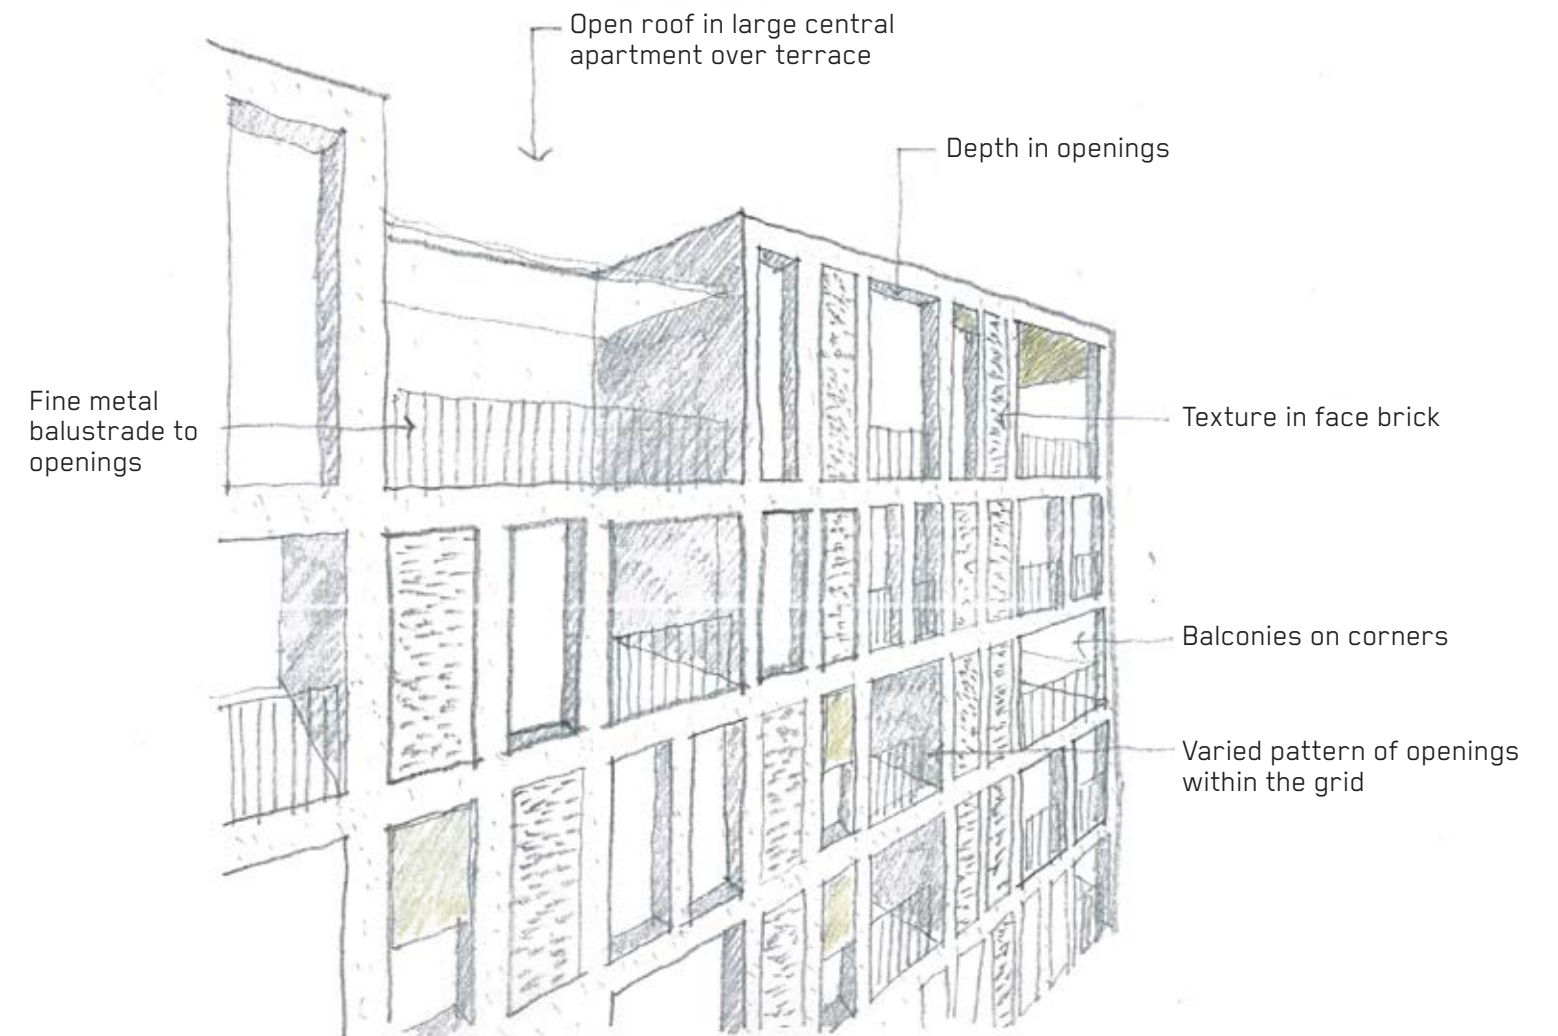 Open roof in large central
apartment over terrace
Depth in openings
Fine metal
balustrade to
openings
Texture in face brick
Balconies on corners
Varied pattern of openings
within the grid